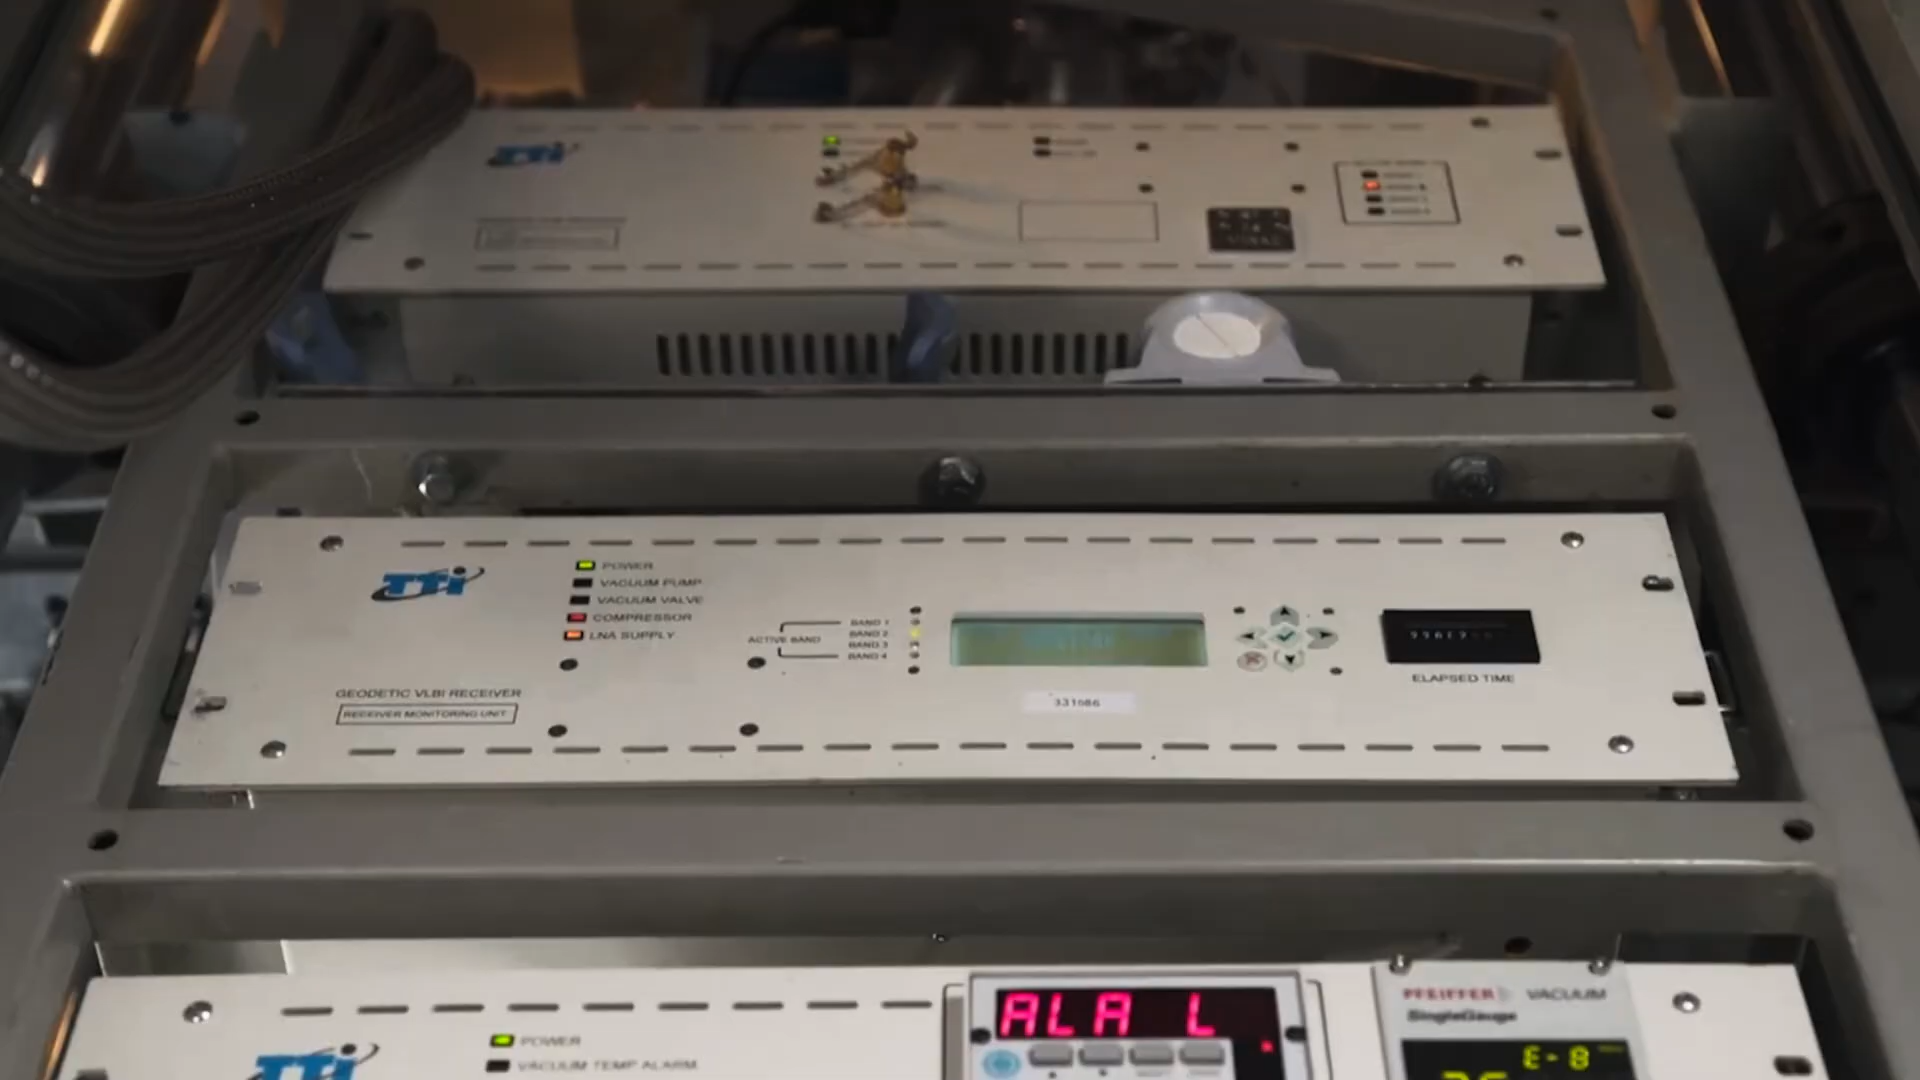 TTi
TTi
POWER
VACUUM PUMP
VACUUM VALVE
COMPRESSOR
LNA SUPPLY
ACTIVE BAND
BAND 1
BAND 2
BAND 3
BAND 4
ELAPSED TIME
GEODETIC VLBI RECEIVER
RECEIVER MONITORING UNIT
TTi
POWER
VACUUM TEMP ALARM
ALA L
PFEIFFER VACUUM
SingleGauge
E-8